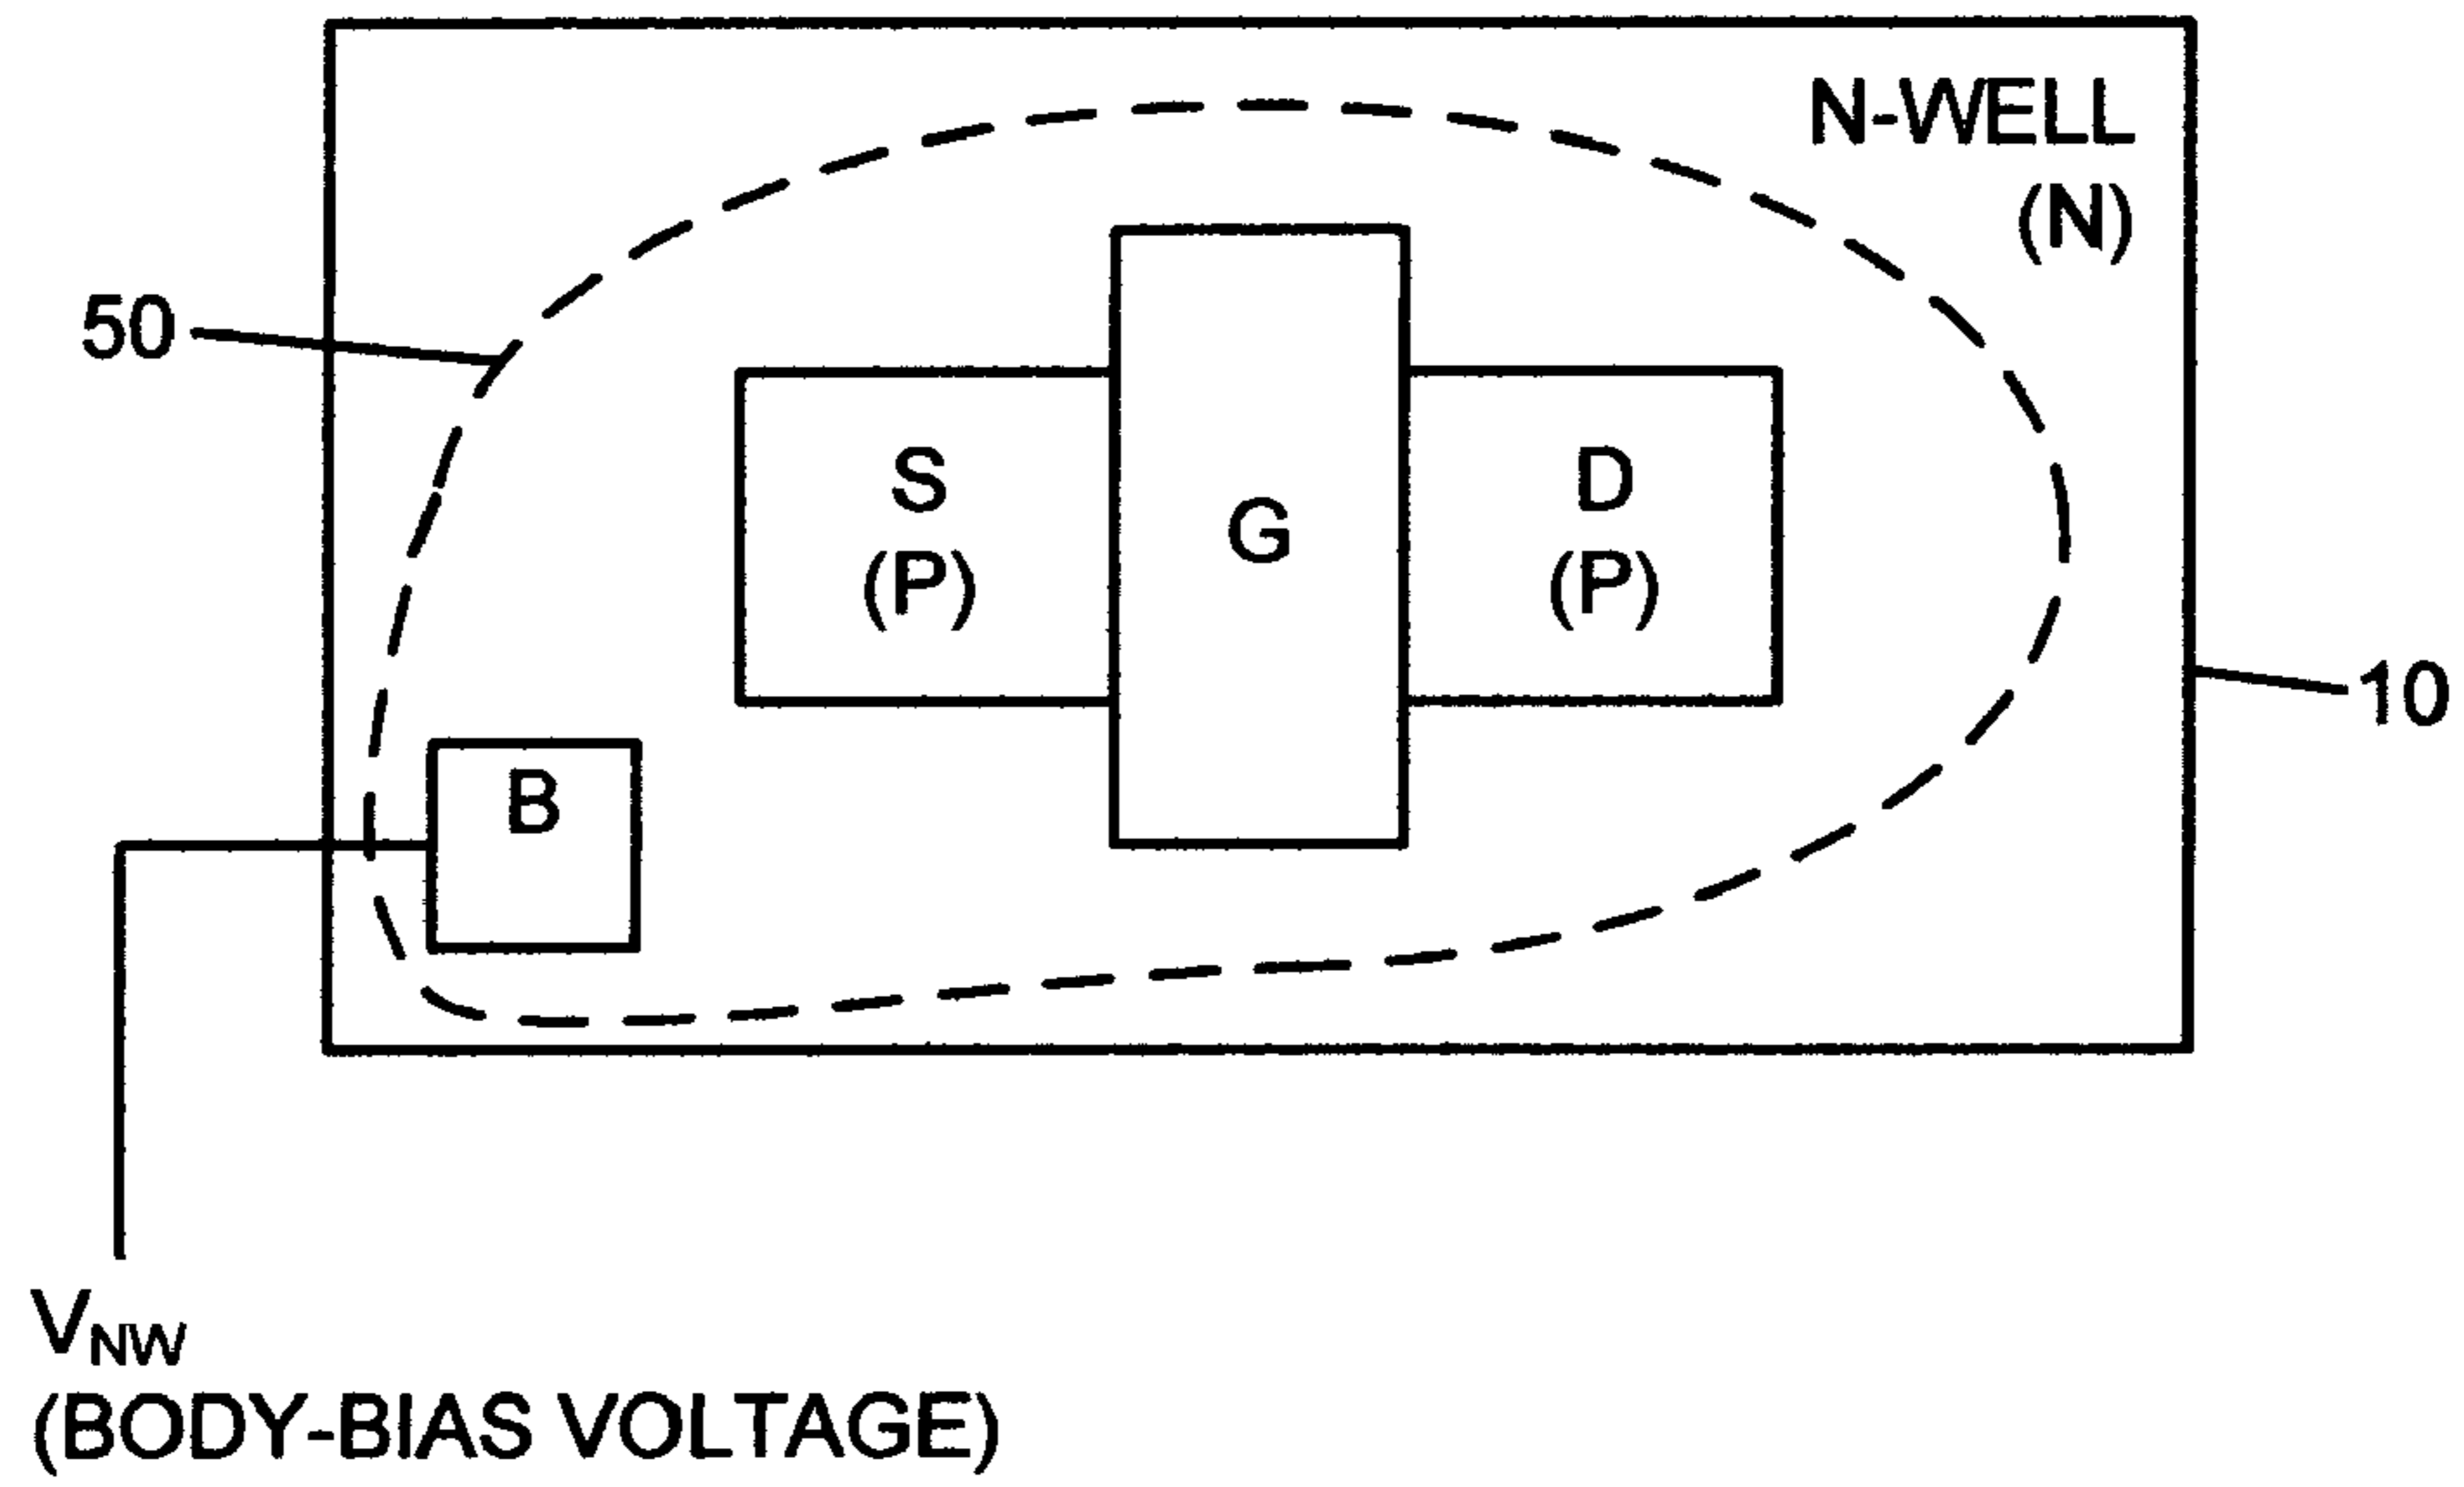 N-WELL
(N)
50
S
(P)
G
D
(P)
10
B
VNW
(BODY-BIAS VOLTAGE)